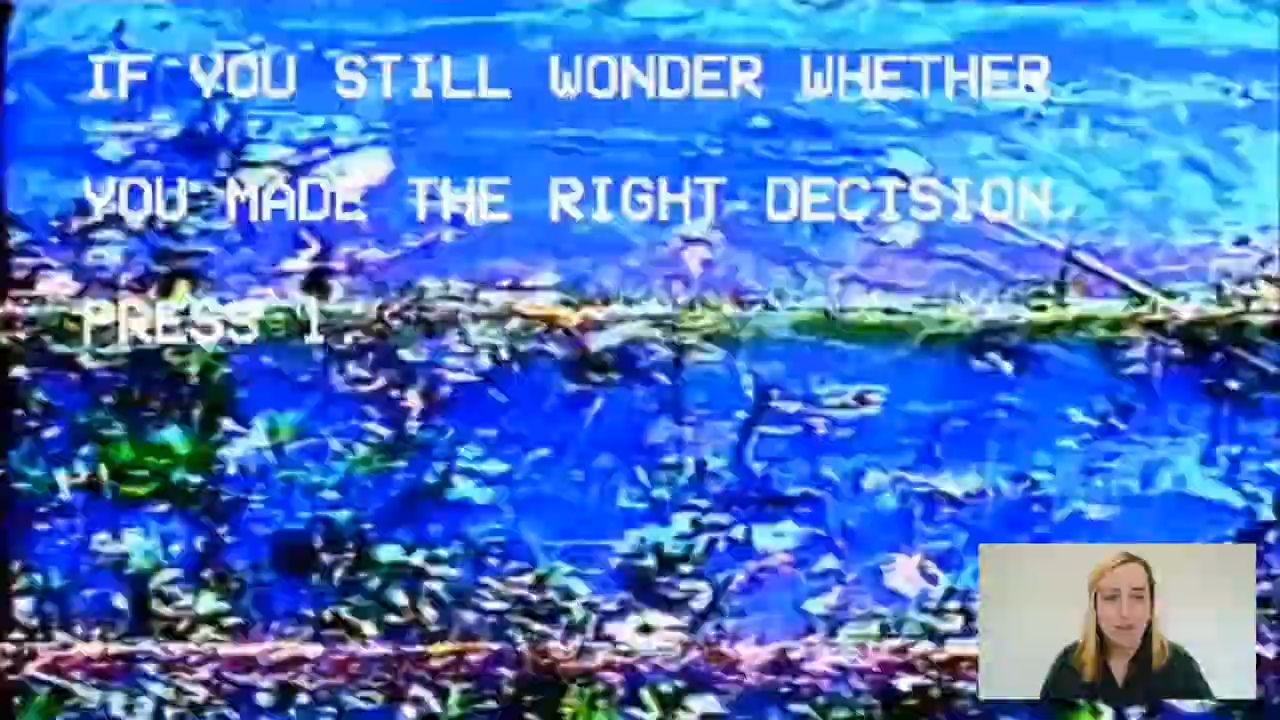 IF YOU STILL WONDER WHETHER
YOU MADE THE RIGHT DECISION
PRESS 1.